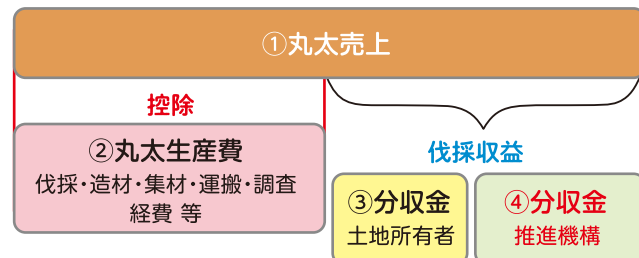 ①丸太売上
控除
②丸太生産費
伐採・造材・集材・運搬・調査
経費 等
伐採収益
③分収金
土地所有者
④分収金
推進機構